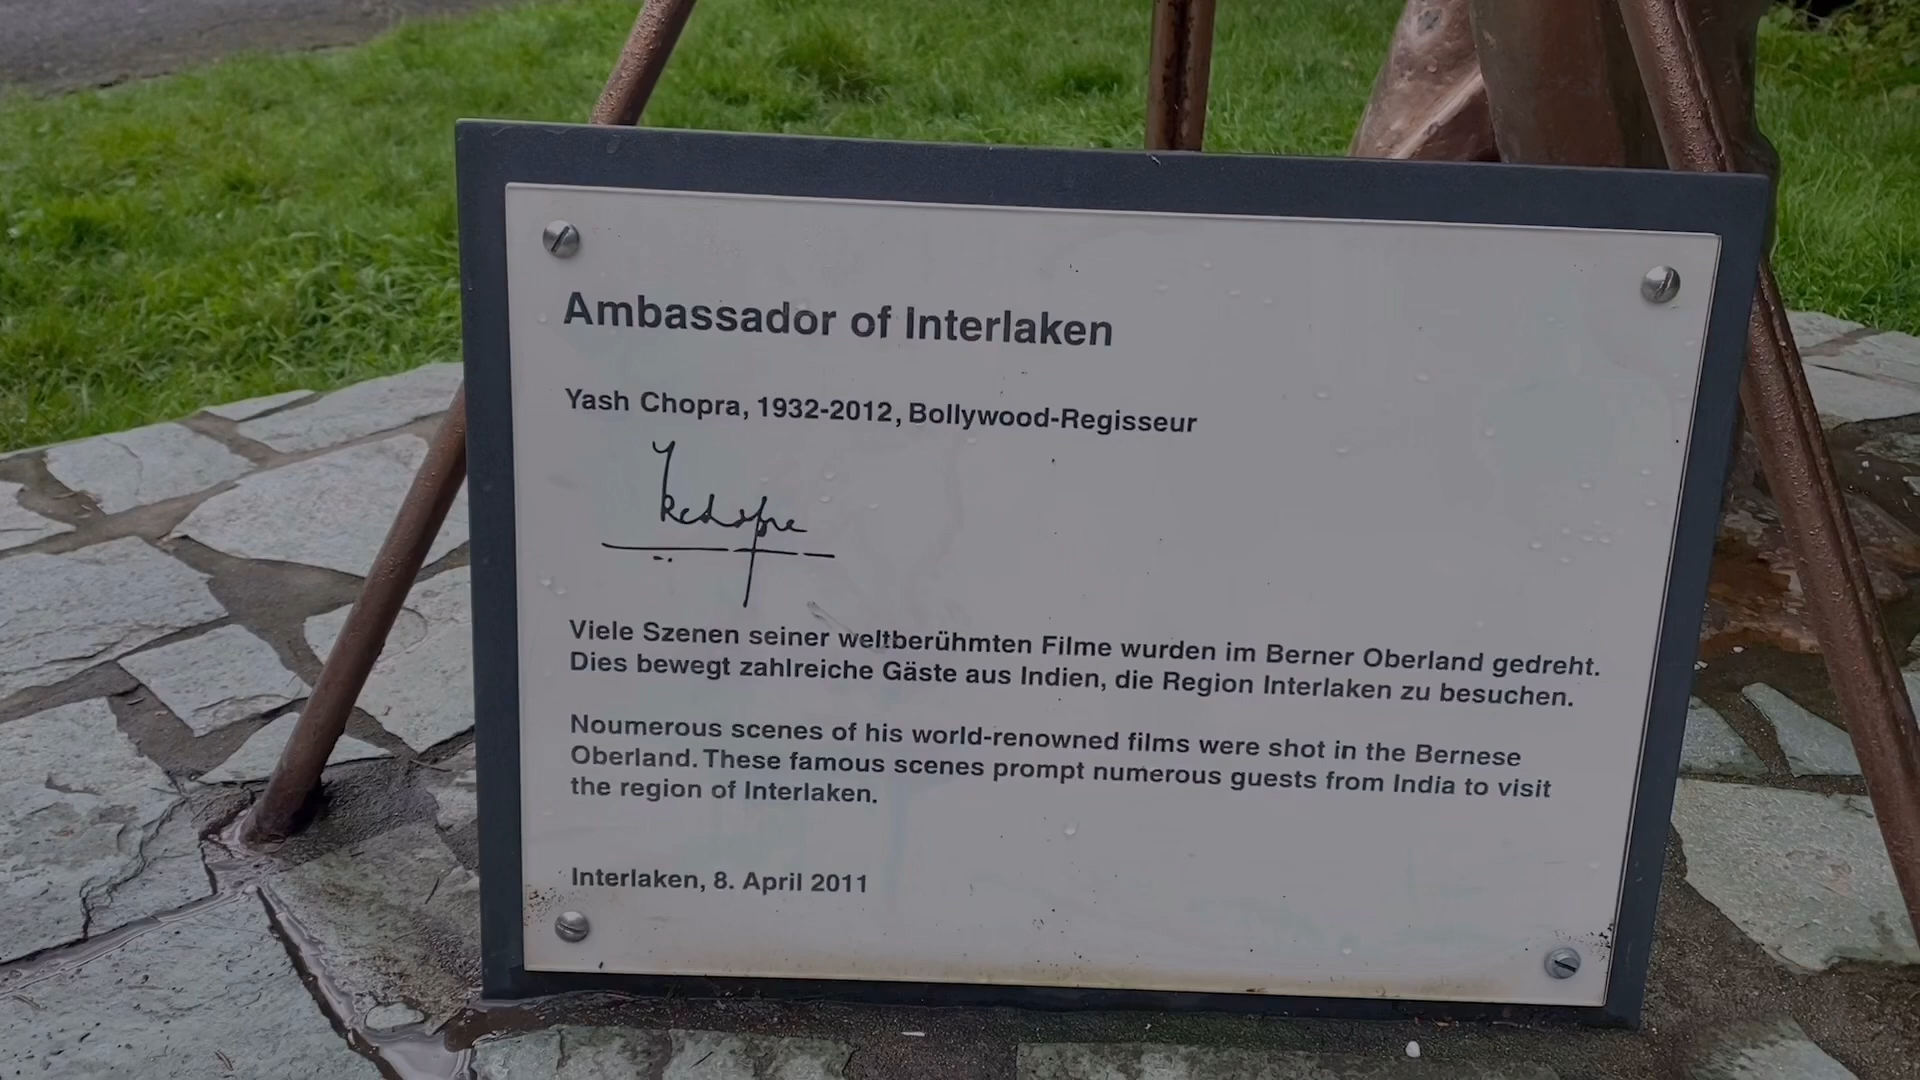 Ambassador of Interlaken
Yash Chopra, 1932-2012, Bollywood-Regisseur
Viele Szenen seiner weltberühmten Filme wurden im Berner Oberland gedreht.
Dies bewegt zahlreiche Gäste aus Indien, die Region Interlaken zu besuchen.
Noumerous scenes of his world-renowned films were shot in the Bernese
Oberland. These famous scenes prompt numerous guests from India to visit
the region of Interlaken.
Interlaken, 8. April 2011